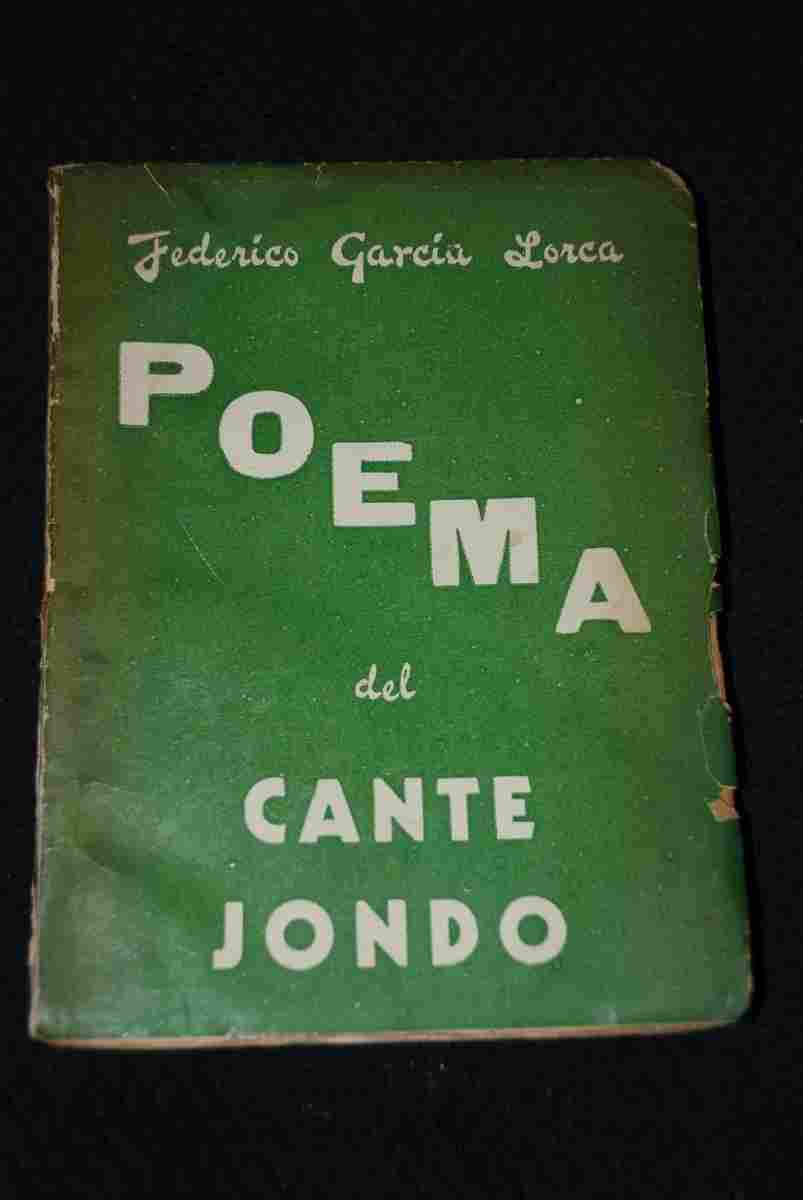 Federico García Lorca
POEMA
del
CANTE
JONDO